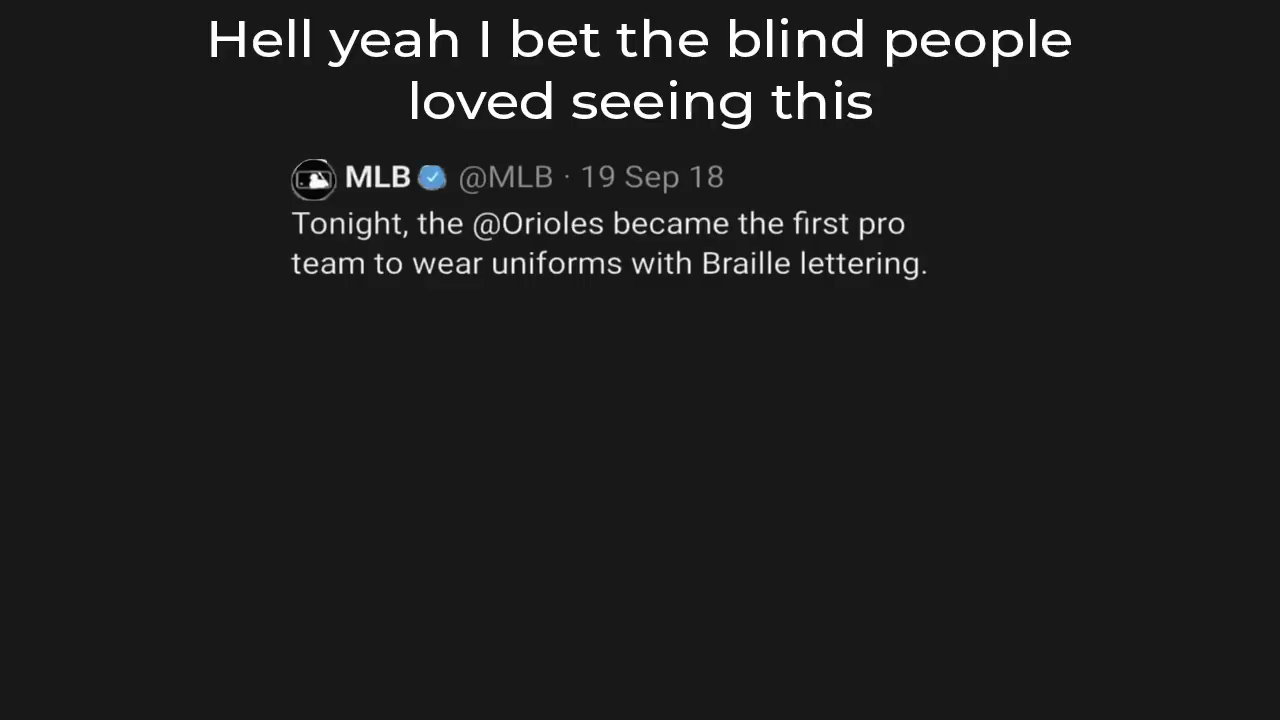 Hell yeah I bet the blind people
loved seeing this
MLB @MLB · 19 Sep 18
Tonight, the @Orioles became the first pro
team to wear uniforms with Braille lettering.